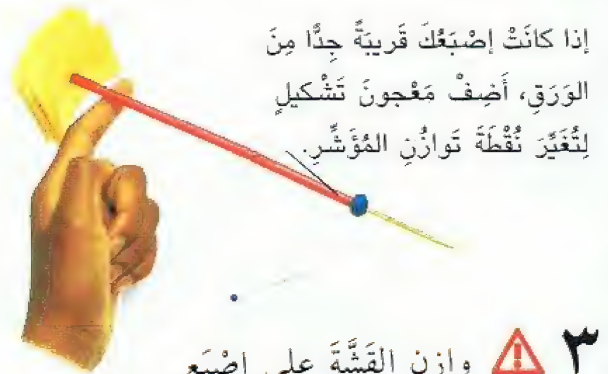 إذا كانَتْ إصْبَعُكَ قَريبَةً جِدًّا مِنَ
الوَرَقِ، أَضِفْ مَعْجونَ تَشْكيلٍ
لِتُغَيِّرَ نُقْطَةَ تَوازُنِ المُؤَشِّرِ.
٣ وازِنِ القَشَّةَ على إصْبَعِ